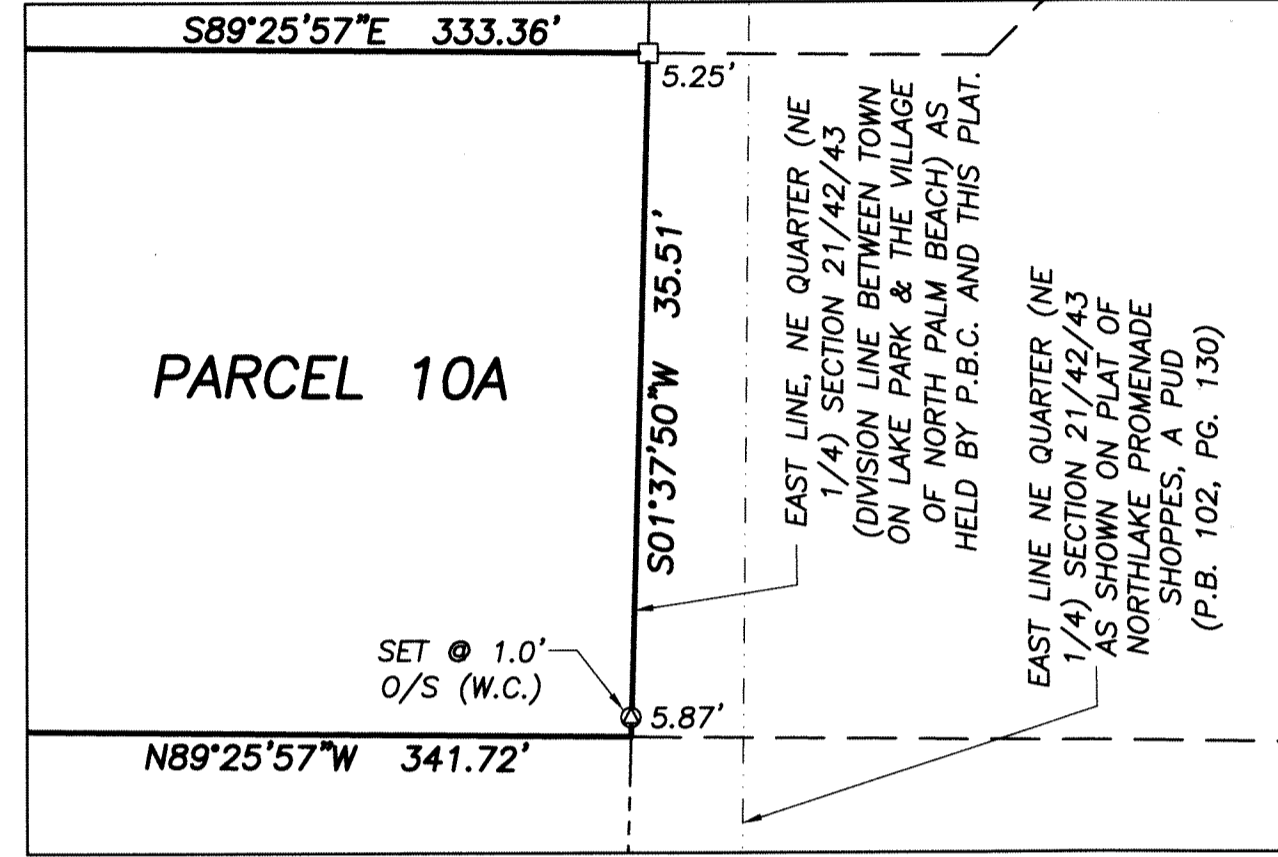 S89°25'57"E 333.36'
5.25'
S01°37'50"W 35.51'
PARCEL 10A
EAST LINE, NE QUARTER (NE
1/4) SECTION 21/42/43
(DIVISION LINE BETWEEN TOWN
ON LAKE PARK & THE VILLAGE
OF NORTH PALM BEACH) AS
HELD BY P.B.C. AND THIS PLAT.
EAST LINE NE QUARTER (NE
1/4) SECTION 21/42/43
AS SHOWN ON PLAT OF
NORTHLAKE PROMENADE
SHOPPES, A PUD
(P.B. 102, PG. 130)
SET @ 1.0'
O/S (W.C.)
5.87'
N89°25'57"W 341.72'